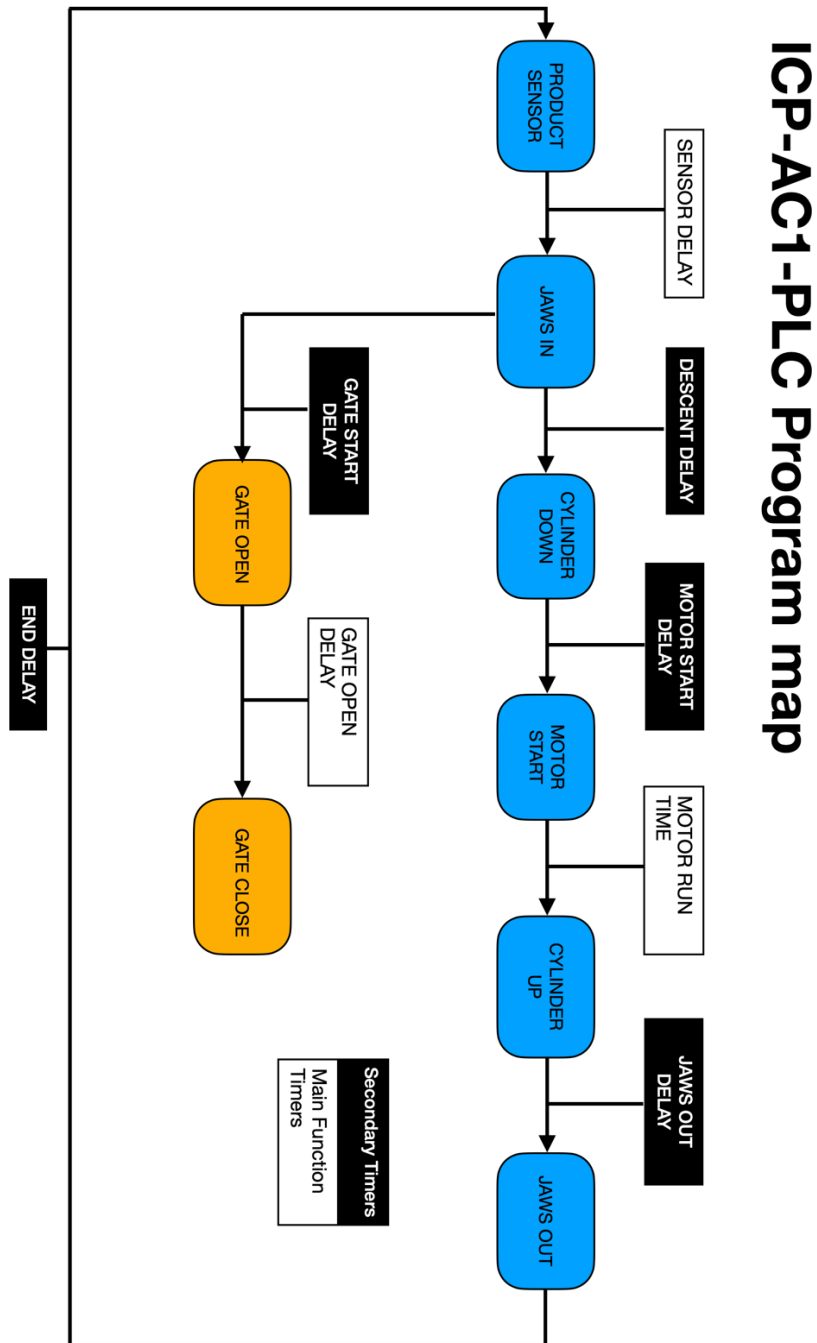 ICP-AC1-PLC Program map
SENSOR DELAY
DESCENT DELAY
MOTOR START
DELAY
MOTOR RUN
TIME
JAWS OUT
DELAY
PRODUCT
SENSOR
JAWS IN
CYLINDER
DOWN
MOTOR
START
CYLINDER
UP
JAWS OUT
GATE START
DELAY
GATE OPEN
DELAY
Secondary Timers
Main Function
Timers
GATE OPEN
GATE CLOSE
END DELAY